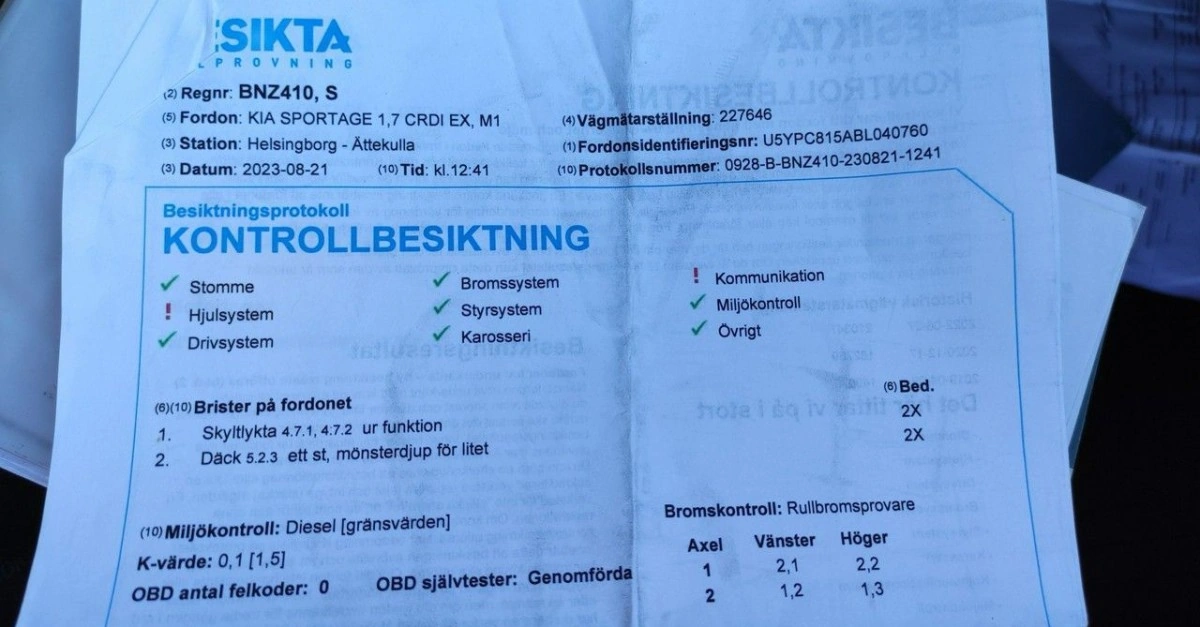 SIKTA
PROVNING
(2) Regnr: BNZ410, S
(5) Fordon: KIA SPORTAGE 1,7 CRDI EX, M1
(4) Vägmätarställning: 227646
(3) Station: Helsingborg - Ättekulla
(1) Fordonsidentifieringsnr: U5YPC815ABL040760
(3) Datum: 2023-08-21 (10) Tid: kl.12:41
(10) Protokollsnummer: 0928-B-BNZ410-230821-1241
Besiktningsprotokoll
KONTROLLBESIKTNING
✓ Stomme
! Hjulsystem
✓ Drivsystem
✓ Bromssystem
✓ Styrsystem
✓ Karosseri
! Kommunikation
✓ Miljökontroll
✓ Övrigt
(6)(10) Brister på fordonet
(6) Bed.
1. Skyltlykta 4.7.1, 4.7.2 ur funktion 2X
2. Däck 5.2.3 ett st, mönsterdjup för litet 2X
(10) Miljökontroll: Diesel [gränsvärden]
K-värde: 0,1 [1,5]
OBD antal felkoder: 0 OBD självtester: Genomförda
Bromskontroll: Rullbromsprovare
Axel Vänster Höger
1 2,1 2,2
2 1,2 1,3